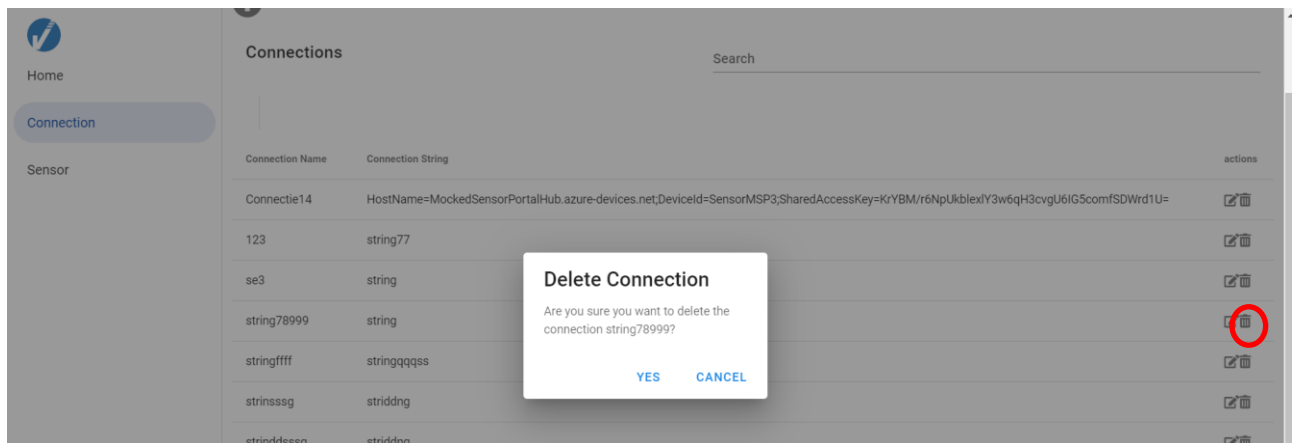 Home
Connection
Sensor
Connections
Search
Connection Name Connection String actions
Connectie14 HostName=MockedSensorPortalHub.azure-devices.net;DeviceId=SensorMSP3;SharedAccessKey=KrYBM/r6NpUkblexlY3w6qH3cvgU6IG5comfSDWrd1U=
123 string77
se3 string
string78999 string
stringffff stringqqqss
strinsssg striddng
strinddsssg striddng
Delete Connection
Are you sure you want to delete the
connection string78999?
YES CANCEL